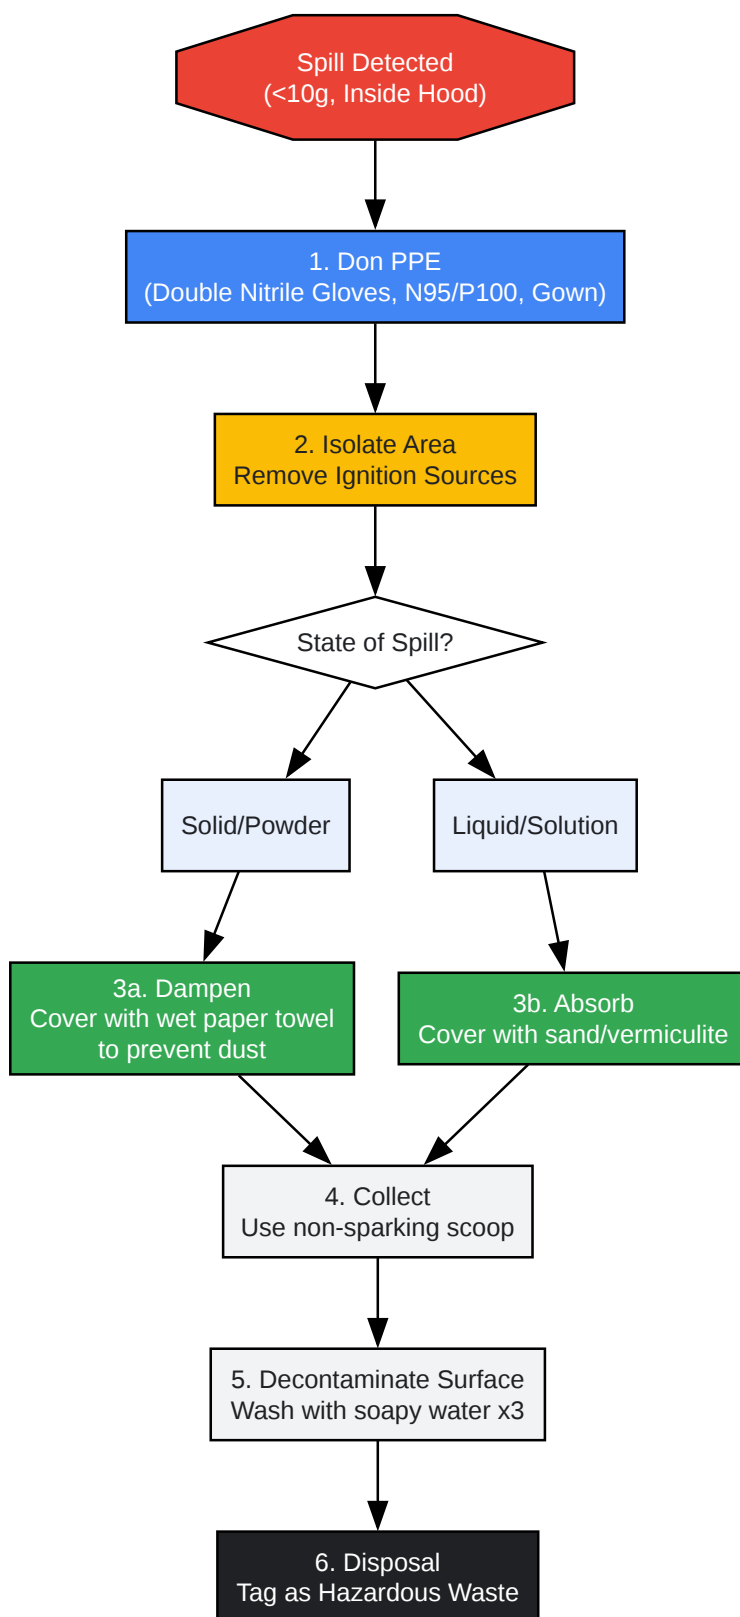 Spill Detected
(<10g, Inside Hood)
1. Don PPE
(Double Nitrile Gloves, N95/P100, Gown)
2. Isolate Area
Remove Ignition Sources
State of Spill?
Solid/Powder
Liquid/Solution
3a. Dampen
Cover with wet paper towel
to prevent dust
3b. Absorb
Cover with sand/vermiculite
4. Collect
Use non-sparking scoop
5. Decontaminate Surface
Wash with soapy water x3
6. Disposal
Tag as Hazardous Waste